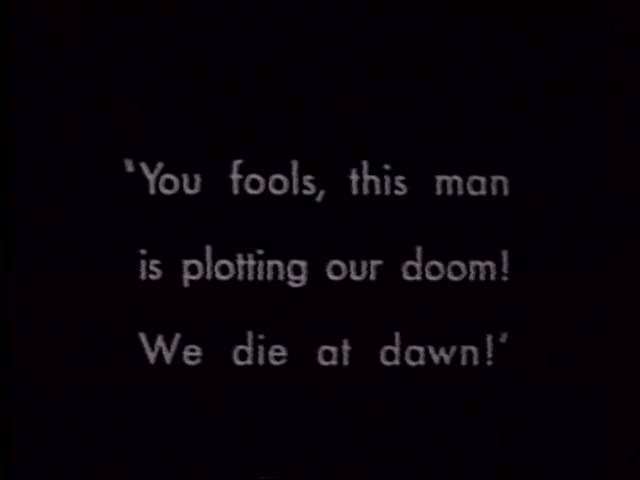 ‘You fools, this man
is plotting our doom!
We die at dawn!’